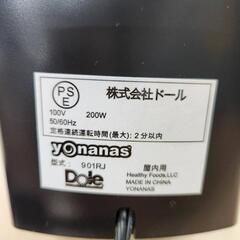 PSE
株式会社ドール
100V 200W
50/60Hz
定格連続運転時間(最大): 2分以内
yonanas
型式: 901RJ 屋内用
Dole Healthy Foods, LLC
MADE IN CHINA
YONANAS